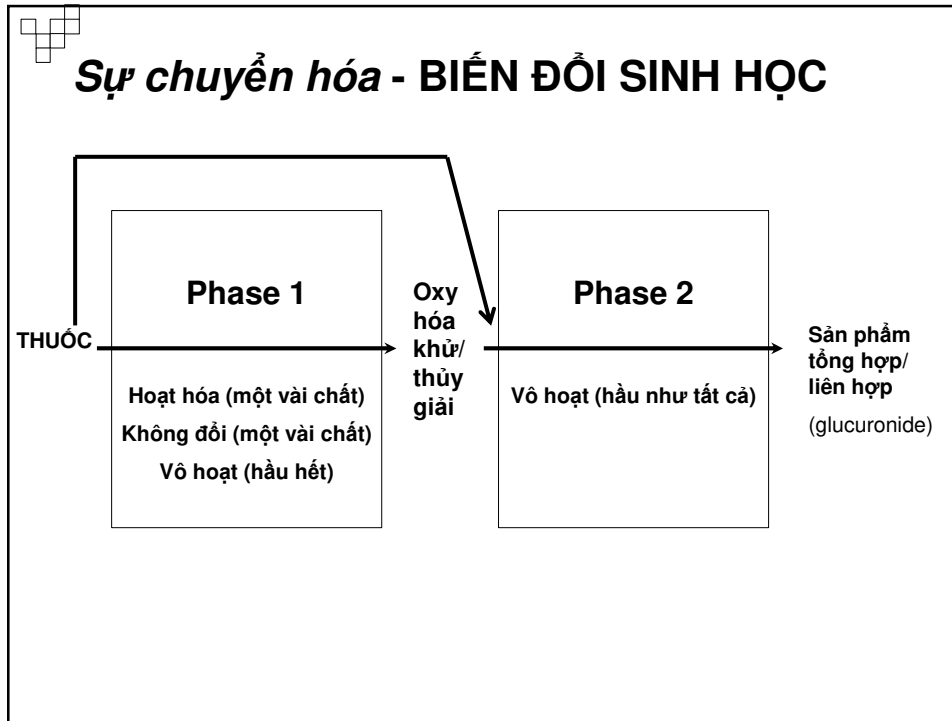 Sự chuyển hóa - BIẾN ĐỔI SINH HỌC
THUỐC
Phase 1
Hoạt hóa (một vài chất)
Không đổi (một vài chất)
Vô hoạt (hầu hết)
Oxy
hóa
khử/
thủy
giải
Phase 2
Vô hoạt (hầu như tất cả)
Sản phẩm
tổng hợp/
liên hợp
(glucuronide)